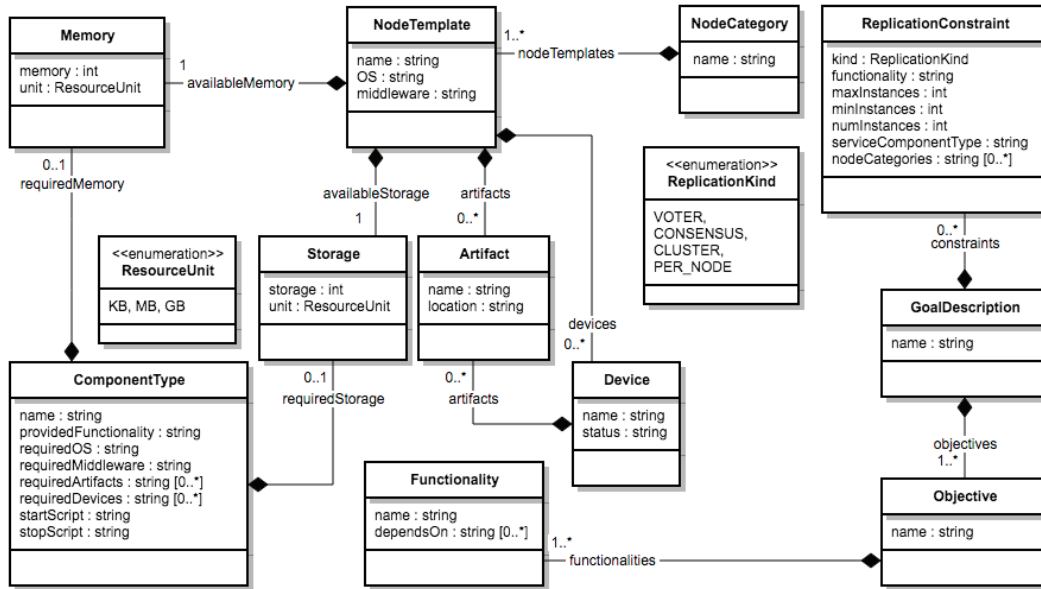 Memory
memory : int
unit : ResourceUnit
1
availableMemory
NodeTemplate
name : string
OS : string
middleware : string
1..*
nodeTemplates
NodeCategory
name : string
ReplicationConstraint
kind : ReplicationKind
functionality : string
maxInstances : int
minInstances : int
numInstances : int
serviceComponentType : string
nodeCategories : string [0..*]
0..1
requiredMemory
availableStorage
1
artifacts
0..*
<<enumeration>>
ReplicationKind
VOTER,
CONSENSUS,
CLUSTER,
PER_NODE
0..*
constraints
<<enumeration>>
ResourceUnit
KB, MB, GB
Storage
storage : int
unit : ResourceUnit
Artifact
name : string
location : string
devices
0..*
GoalDescription
name : string
ComponentType
name : string
providedFunctionality : string
requiredOS : string
requiredMiddleware : string
requiredArtifacts : string [0..*]
requiredDevices : string [0..*]
startScript : string
stopScript : string
0..1
requiredStorage
0..*
artifacts
Device
name : string
status : string
objectives
1..*
Functionality
name : string
dependsOn : string [0..*]
1..*
functionalities
Objective
name : string